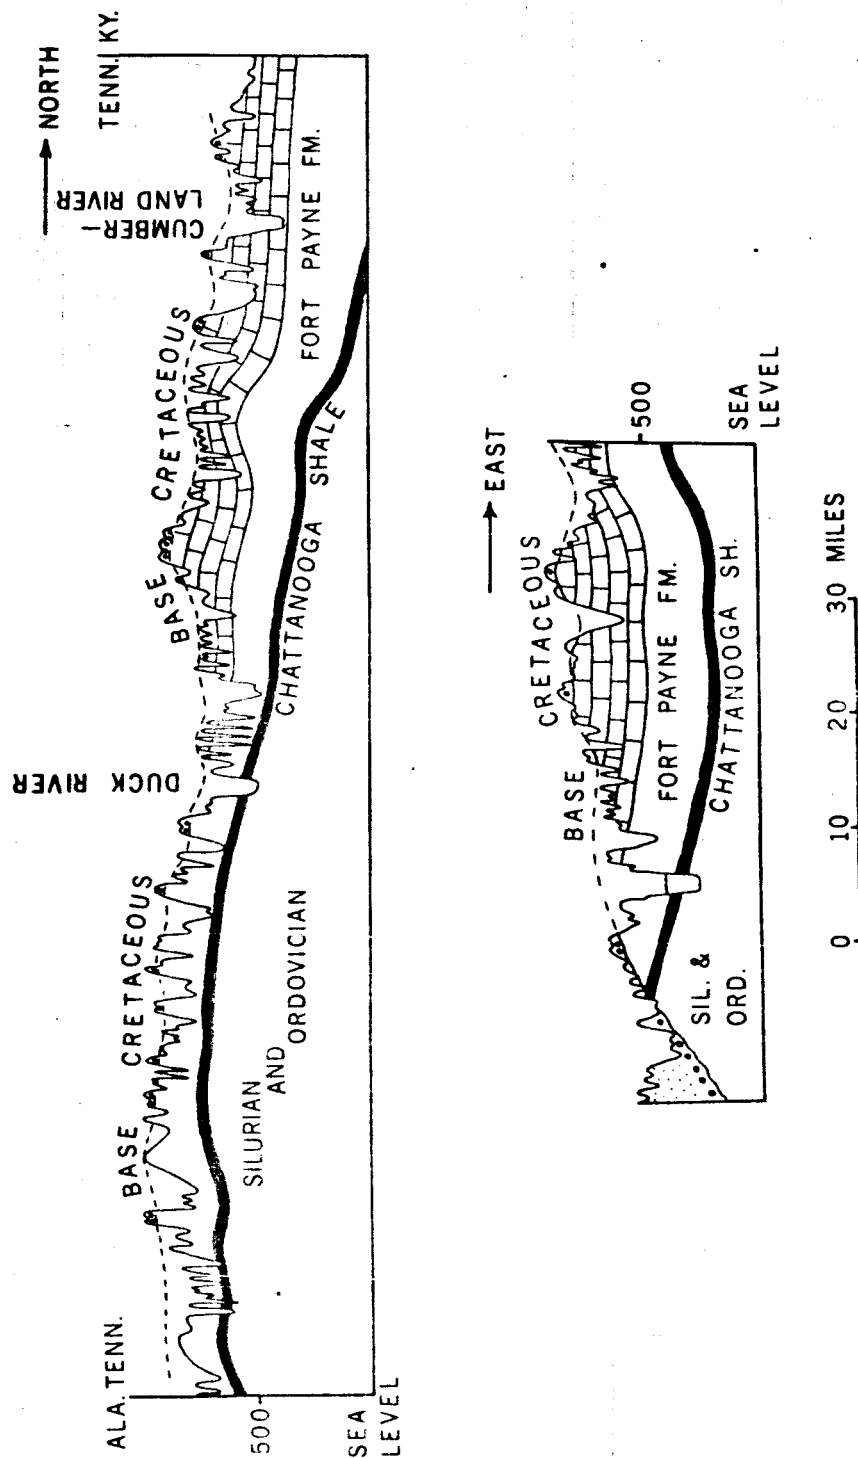 NORTH
ALA. TENN.
TENN. KY.
BASE CRETACEOUS
DUCK RIVER
BASE CRETACEOUS
CUMBER-
LAND RIVER
500
SEA
LEVEL
SILURIAN
AND
ORDOVICIAN
CHATTANOOGA SHALE
FORT PAYNE FM.
EAST
BASE CRETACEOUS
500
SEA
LEVEL
FORT PAYNE FM.
CHATTANOOGA SH.
SIL. &
ORD.
0 10 20 30 MILES